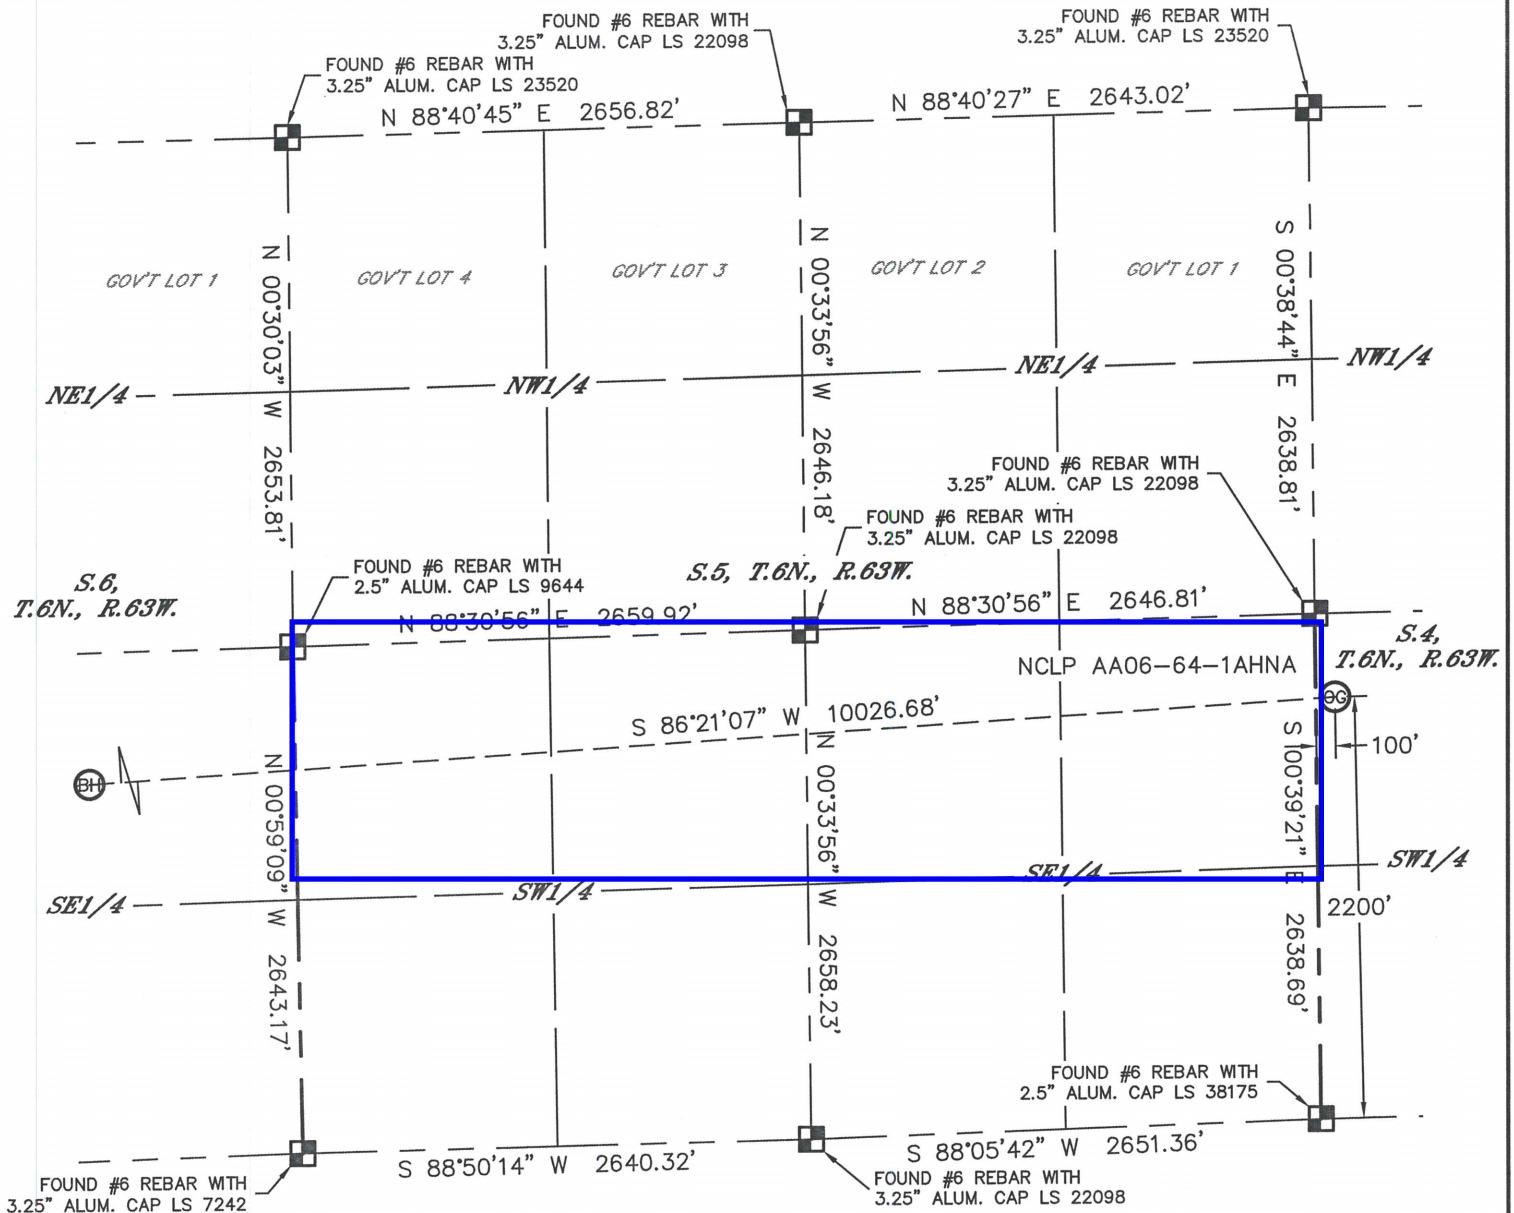 FOUND #6 REBAR WITH
3.25" ALUM. CAP LS 22098
FOUND #6 REBAR WITH
3.25" ALUM. CAP LS 23520
FOUND #6 REBAR WITH
3.25" ALUM. CAP LS 23520
N 88°40'45" E 2656.82'
N 88°40'27" E 2643.02'
GOV'T LOT 1
GOV'T LOT 4
GOV'T LOT 3
GOV'T LOT 2
GOV'T LOT 1
N 00°30'03" W 2653.81'
N 00°33'56" W 2646.18'
S 00°38'44" E 2638.81'
NE1/4
NW1/4
NE1/4
NW1/4
FOUND #6 REBAR WITH
3.25" ALUM. CAP LS 22098
FOUND #6 REBAR WITH
3.25" ALUM. CAP LS 22098
FOUND #6 REBAR WITH
2.5" ALUM. CAP LS 9644
S.6,
T.6N., R.63W.
S.5, T.6N., R.63W.
N 88°30'56" E 2659.92'
N 88°30'56" E 2646.81'
S.4,
T.6N., R.63W.
NCLP AA06-64-1AHNA
OG
S 86°21'07" W 10026.68'
100'
BH
N 00°59'09" W 2643.17'
N 00°33'56" W 2658.23'
S 00°39'21" E 2638.69'
SE1/4
SW1/4
SE1/4
SW1/4
2200'
FOUND #6 REBAR WITH
2.5" ALUM. CAP LS 38175
S 88°50'14" W 2640.32'
S 88°05'42" W 2651.36'
FOUND #6 REBAR WITH
3.25" ALUM. CAP LS 7242
FOUND #6 REBAR WITH
3.25" ALUM. CAP LS 22098